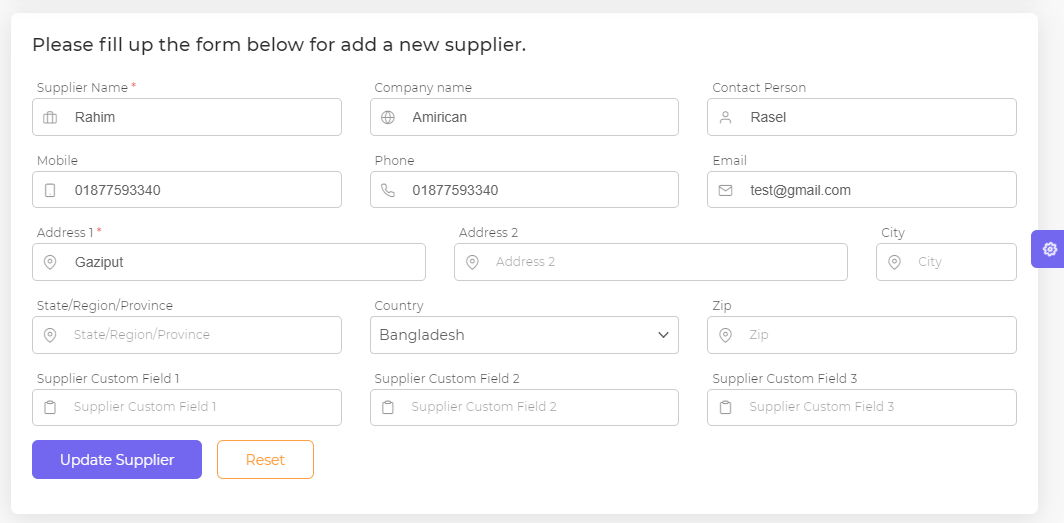 Please fill up the form below for add a new supplier.
Supplier Name * Company name Contact Person
Rahim Amirican Rasel
Mobile Phone Email
01877593340 01877593340 test@gmail.com
Address 1 * Address 2 City
Gaziput Address 2 City
State/Region/Province Country Zip
State/Region/Province Bangladesh Zip
Supplier Custom Field 1 Supplier Custom Field 2 Supplier Custom Field 3
Supplier Custom Field 1 Supplier Custom Field 2 Supplier Custom Field 3
Update Supplier Reset